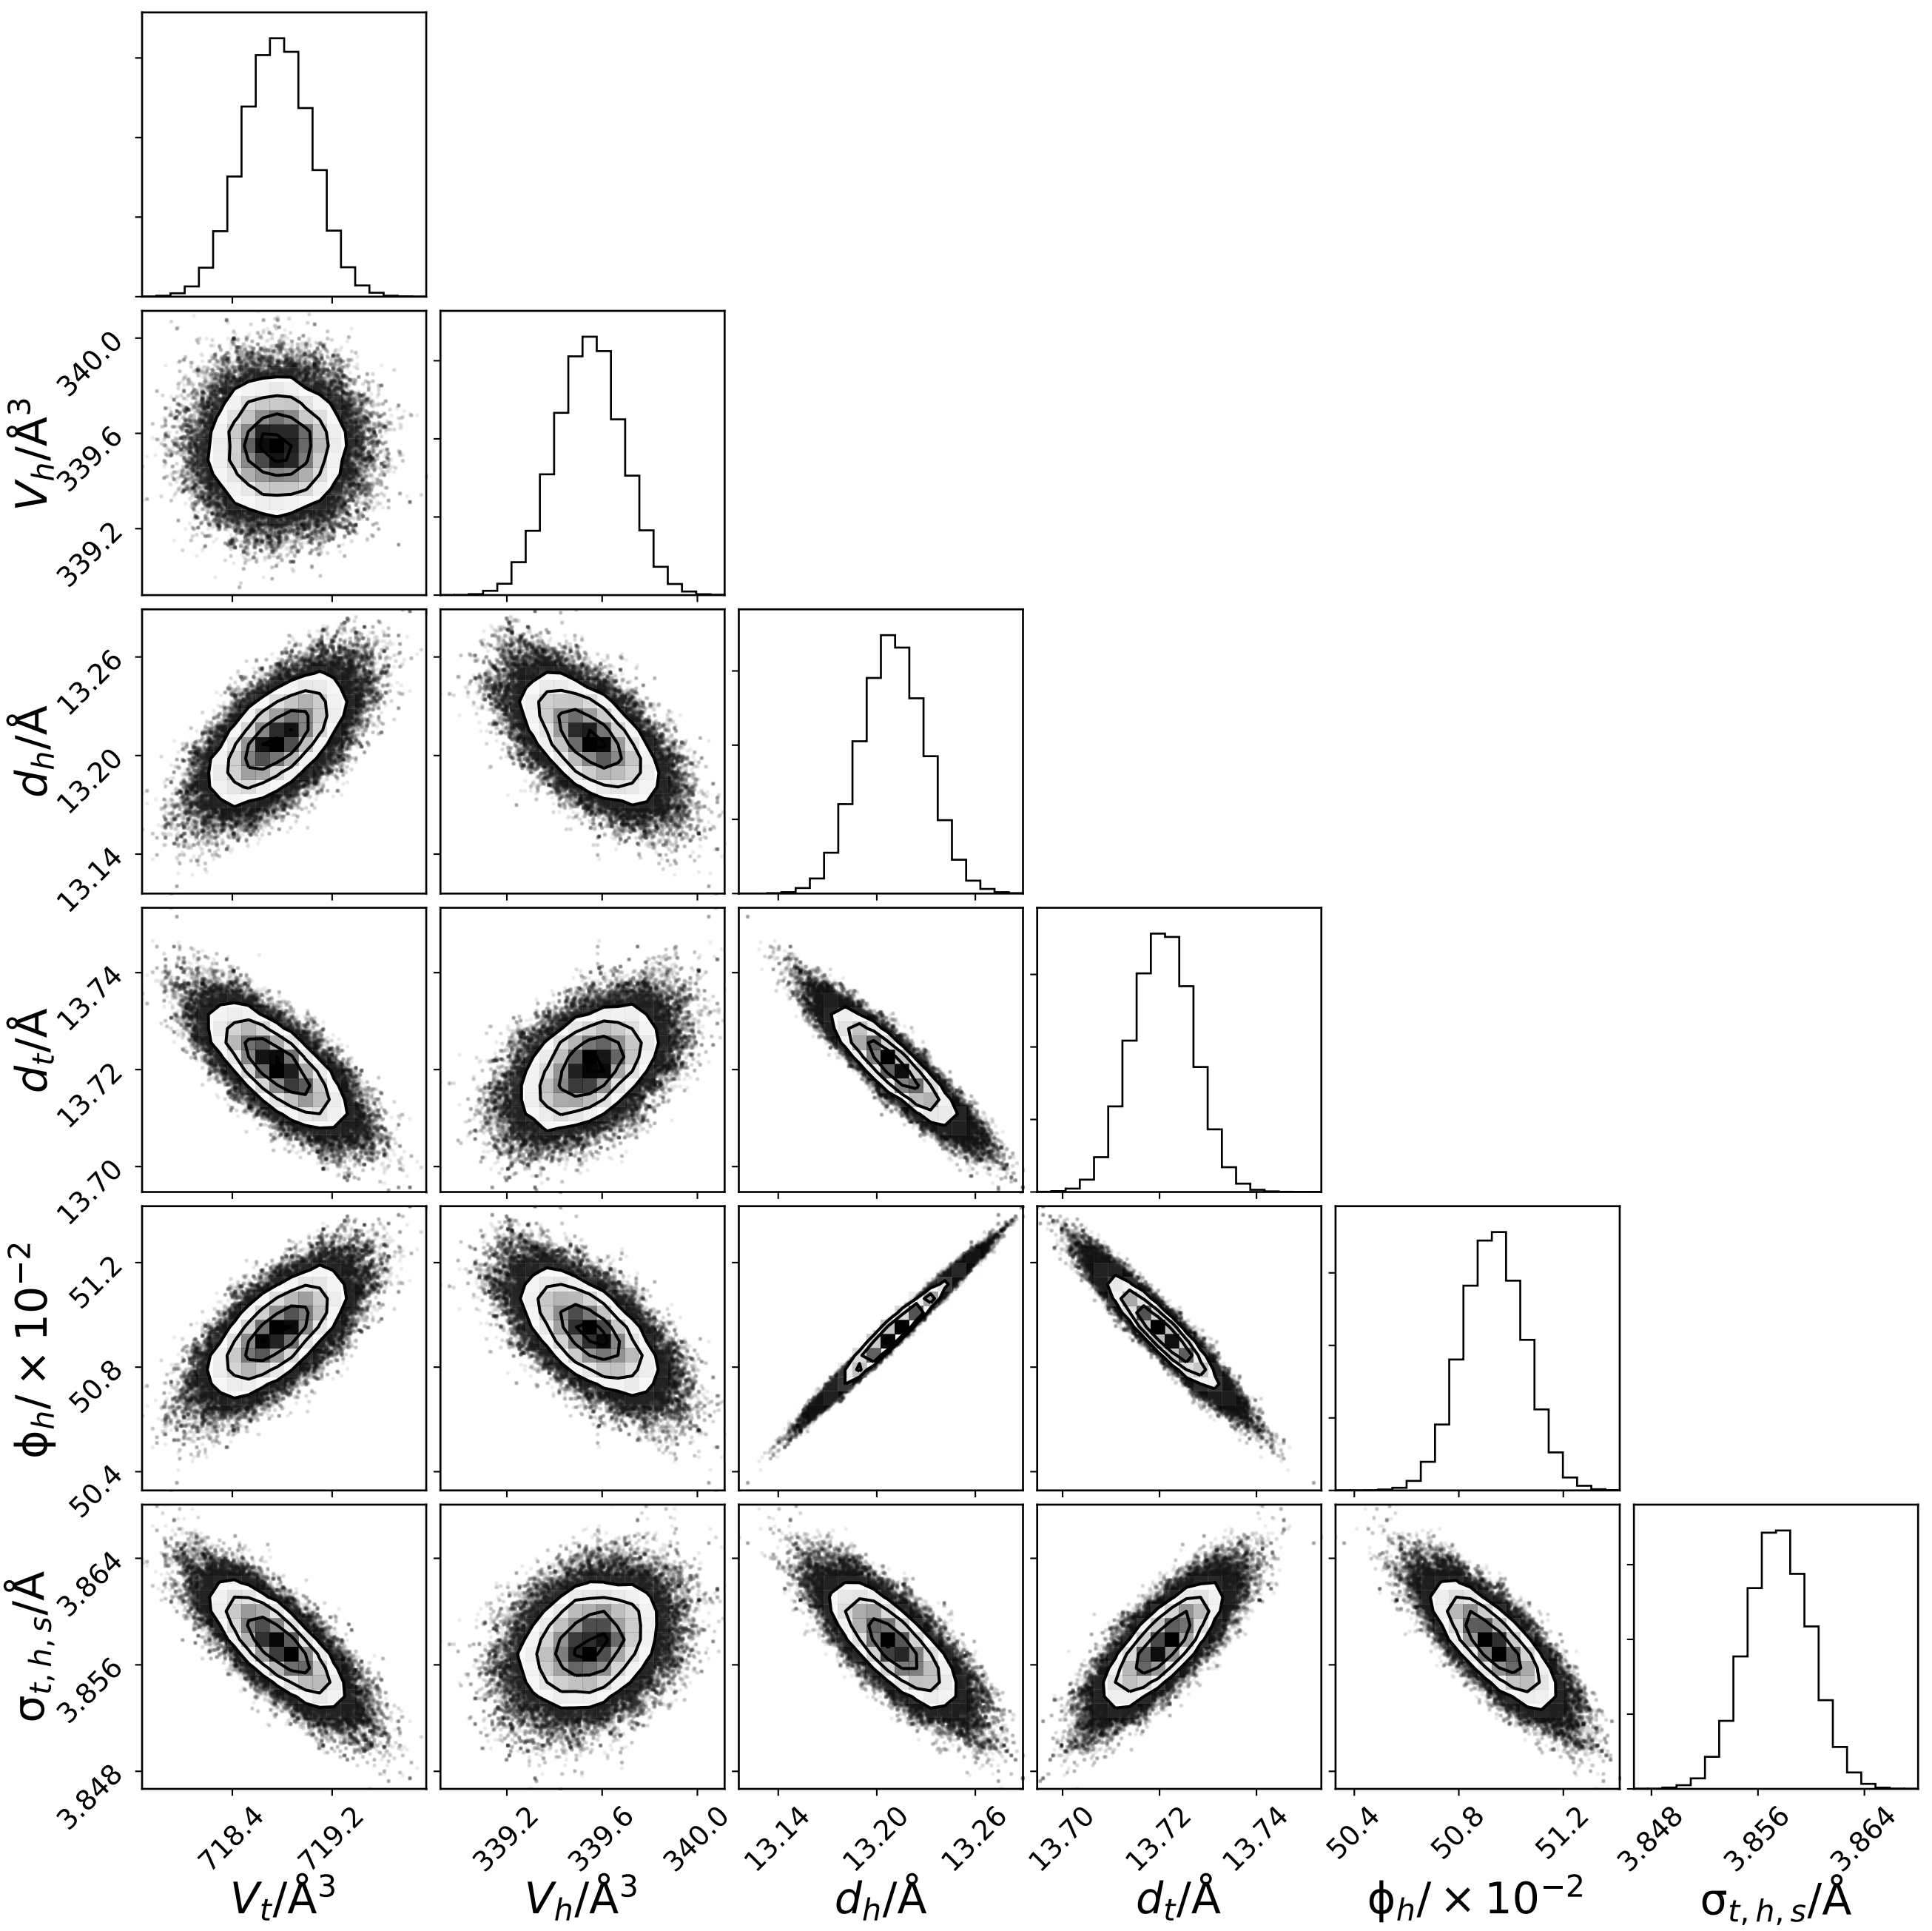 340.0
339.6
339.2
V_h/Å^3
13.26
13.20
13.14
d_h/Å
13.74
13.72
13.70
d_t/Å
51.2
50.8
50.4
ϕ_h/ × 10^−2
3.864
3.856
3.848
σ_t, h, s/Å
718.4 719.2 339.2 339.6 340.0 13.14 13.20 13.26 13.70 13.72 13.74 50.4 50.8 51.2 3.848 3.856 3.864
V_t/Å^3 V_h/Å^3 d_h/Å d_t/Å ϕ_h/ × 10^−2 σ_t, h, s/Å